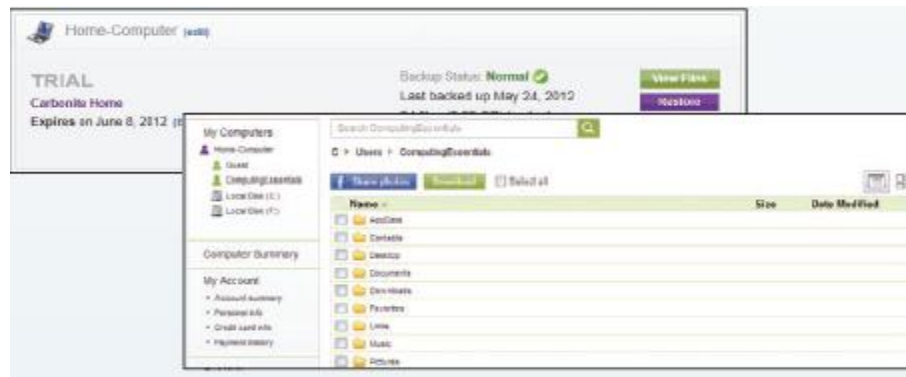 Home-Computer (edit)
TRIAL
Carbonite Home
Expires on June 8, 2012
Backup Status: Normal
Last backed up May 24, 2012
View Files
Restore
My Computers
Home-Computer
Guest
ComputingEssentials
Local Disk (C:)
Local Disk (F:)
Computer Summary
My Account
Account summary
Personal info
Credit card info
Payment history
Search ComputingEssentials
C > Users > ComputingEssentials
f Share photos Download Select all
Name Size Date Modified
AppData
Contacts
Desktop
Documents
Downloads
Favorites
Links
Music
Pictures